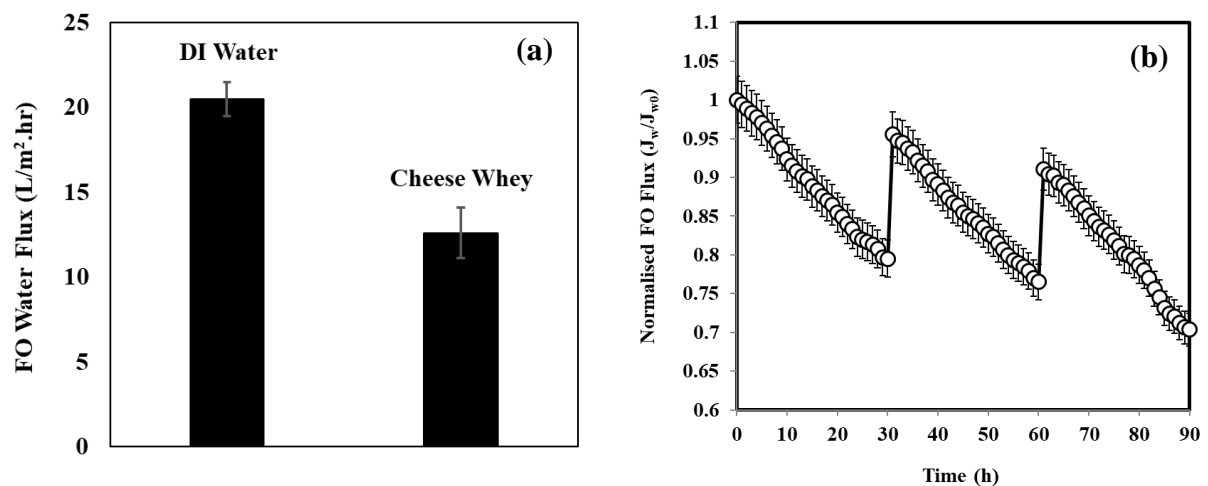 (a)
FO Water Flux (L/m².hr)
25
20
15
10
5
0
DI Water
Cheese Whey
(b)
Normalised FO Flux (Jw/Jw0)
1.1
1.05
1
0.95
0.9
0.85
0.8
0.75
0.7
0.65
0.6
0 10 20 30 40 50 60 70 80 90
Time (h)